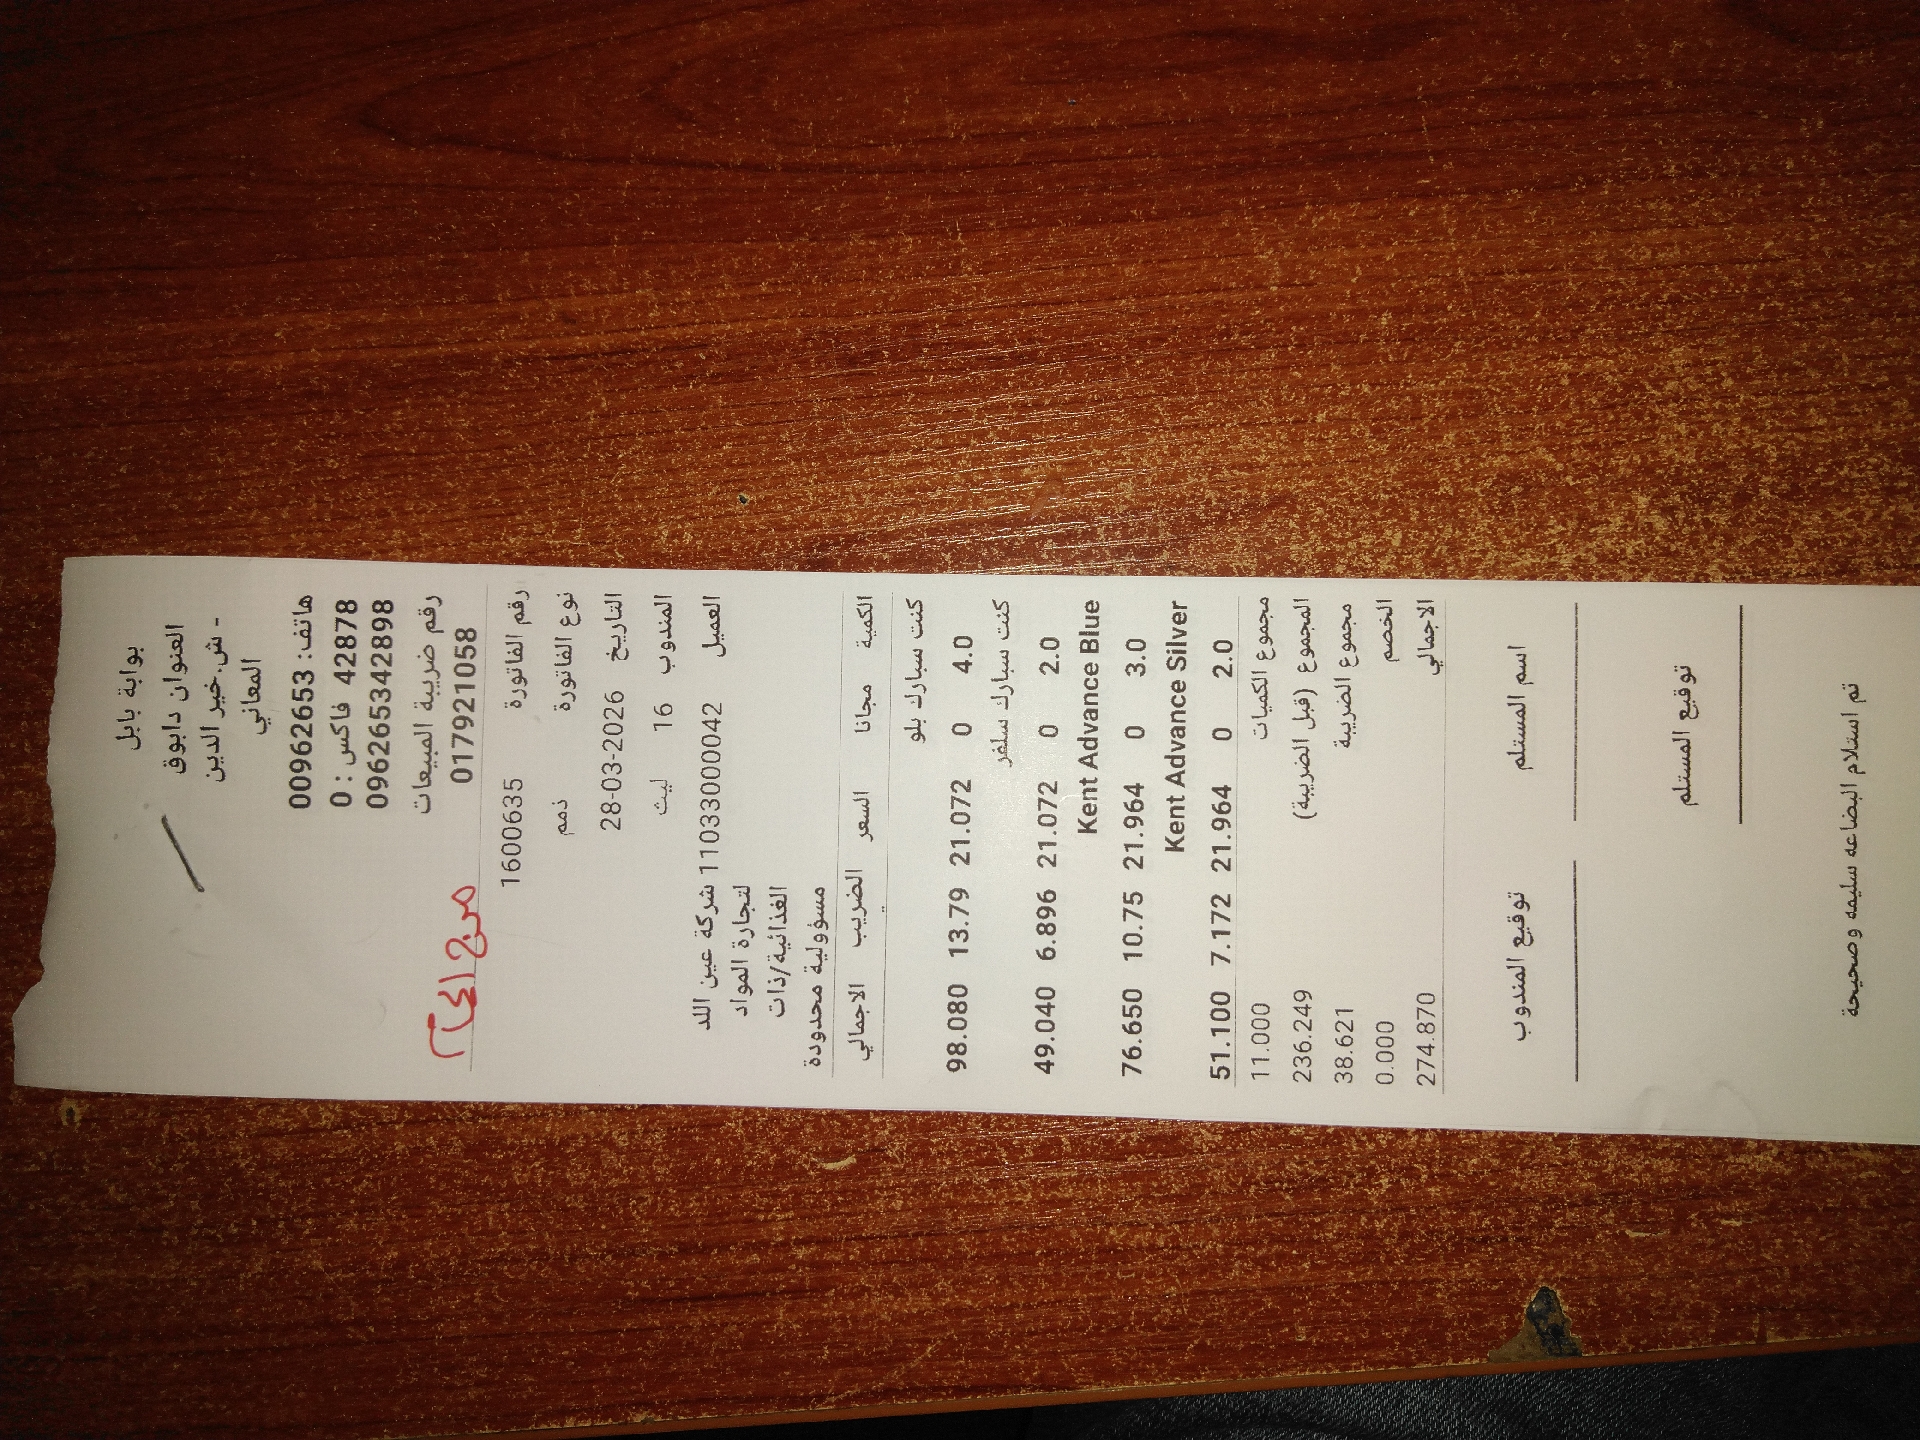 بوابة بابل
العنوان دابوق
- ش.خير الدين
المعاني
هاتف: 00962653
42878 فاكس : 0
096265342898
رقم ضريبة المبيعات
017921058
رقم الفاتورة 1600635
نوع الفاتورة ذمم
التاريخ 28-03-2026
المندوب 16 ليث
العميل 1103300000042 شركة عين اللد
لتجارة المواد
الغذائية/ذات
مسؤولية محدودة
الكمية مجانا السعر الضريب الاجمالي
كنت سبارك بلو
4.0 0 21.072 13.79 98.080
كنت سبارك سلفر
2.0 0 21.072 6.896 49.040
Kent Advance Blue
3.0 0 21.964 10.75 76.650
Kent Advance Silver
2.0 0 21.964 7.172 51.100
مجموع الكميات 11.000
المجموع (قبل الضريبة) 236.249
مجموع الضريبة 38.621
الخصم 0.000
الاجمالي 274.870
اسم المستلم توقيع المندوب
توقيع المستلم
تم استلام البضاعه سليمه وصحيحة